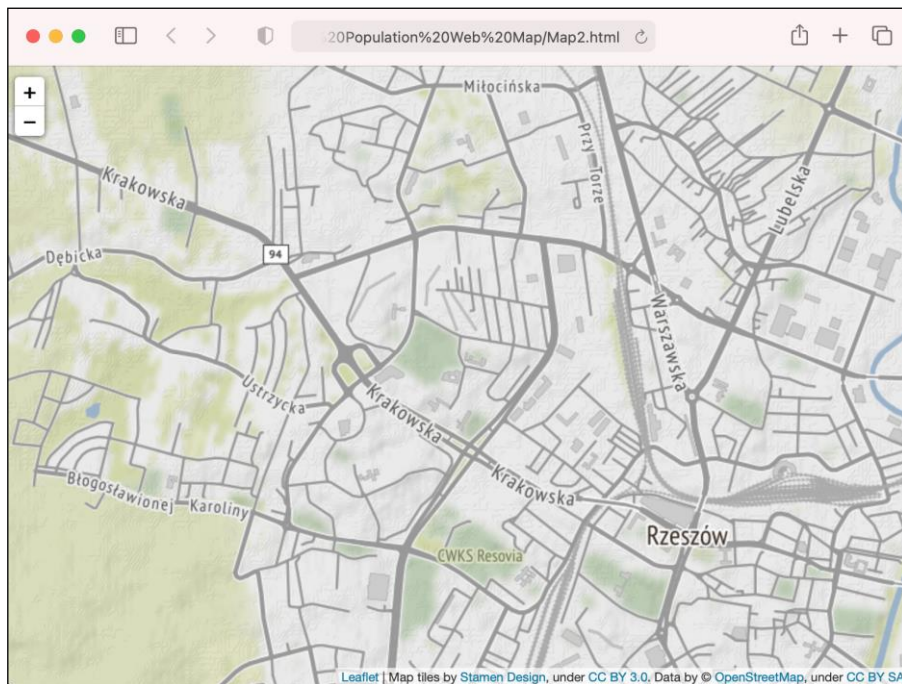 20Population%20Web%20Map/Map2.html
+
−
Miłocińska
Przy Torze
Krakowska
Lubelska
94
Dębicka
Warszawska
Ustrzycka
Krakowska
Krakowska
Błogosławionej Karoliny
Rzeszów
CWKS Resovia
Leaflet | Map tiles by Stamen Design, under CC BY 3.0. Data by © OpenStreetMap, under CC BY SA